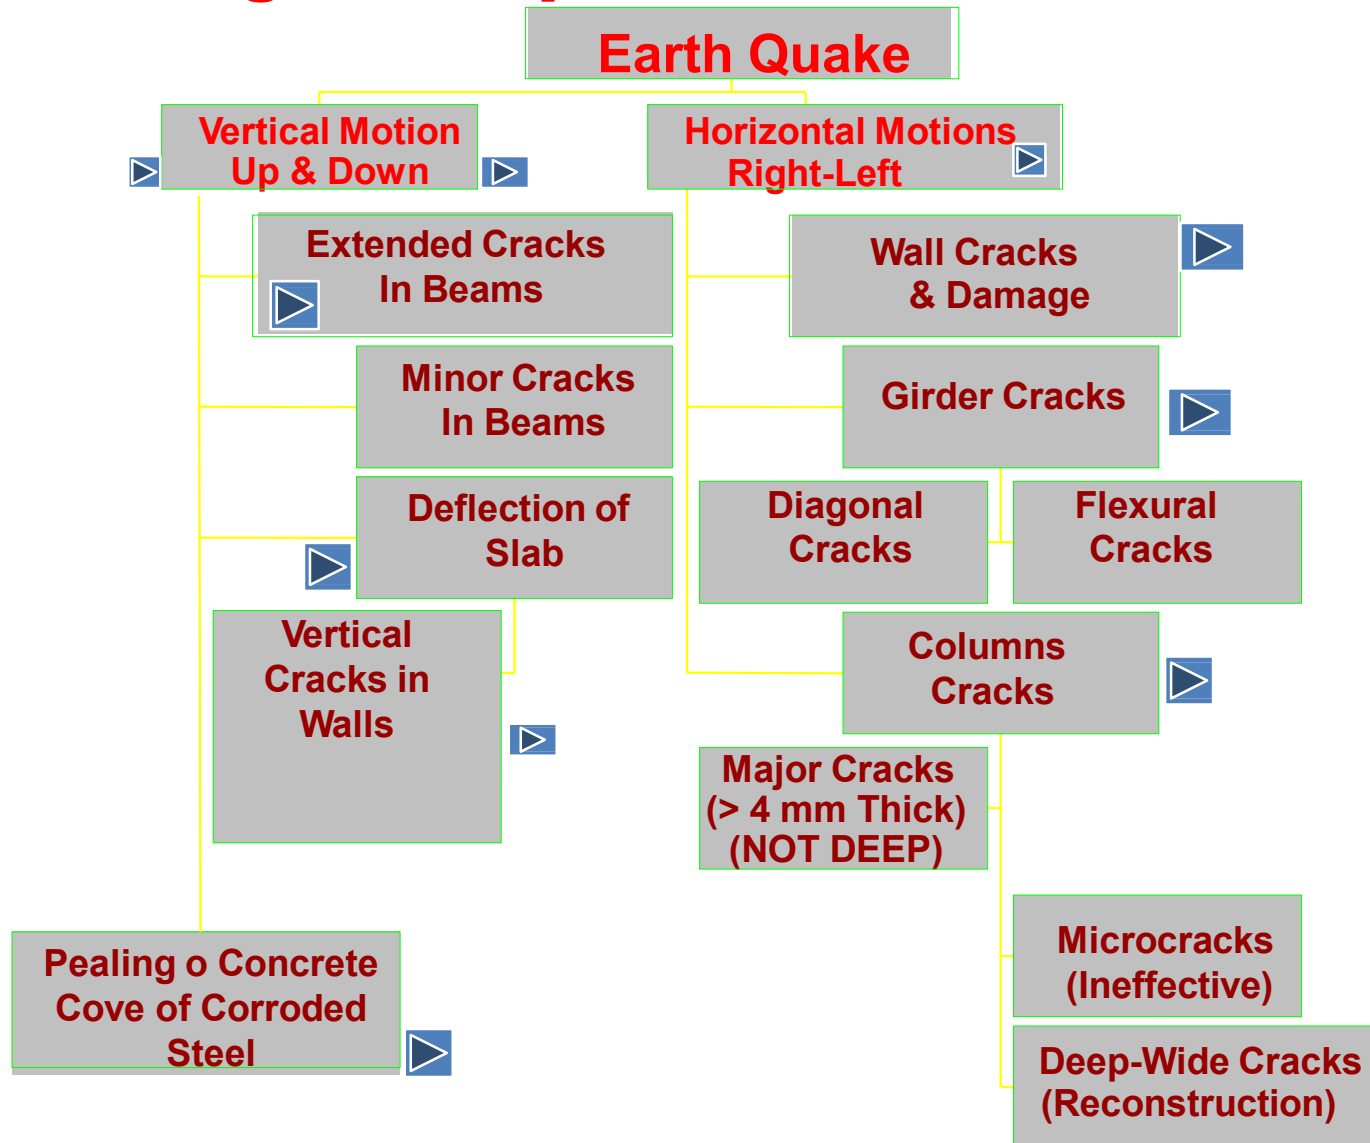 Earth Quake
Vertical Motion
Up & Down
Horizontal Motions
Right-Left
Extended Cracks
In Beams
Wall Cracks
& Damage
Minor Cracks
In Beams
Girder Cracks
Deflection of
Slab
Diagonal
Cracks
Flexural
Cracks
Vertical
Cracks in
Walls
Columns
Cracks
Major Cracks
(> 4 mm Thick)
(NOT DEEP)
Microcracks
(Ineffective)
Pealing o Concrete
Cove of Corroded
Steel
Deep-Wide Cracks
(Reconstruction)